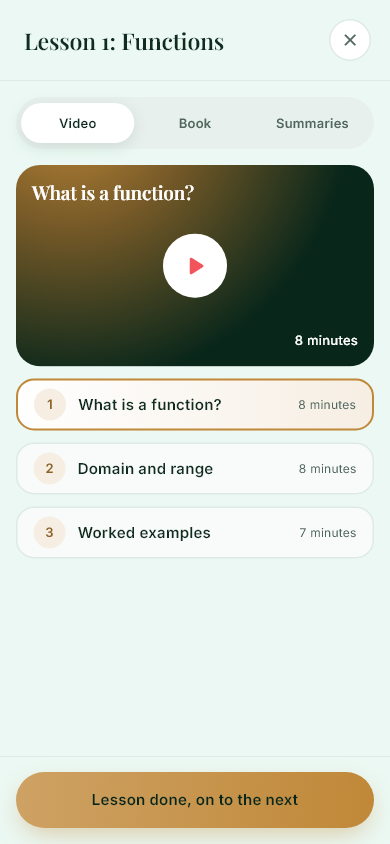 Lesson 1: Functions
Video
Book
Summaries
What is a function?
8 minutes
1 What is a function? 8 minutes
2 Domain and range 8 minutes
3 Worked examples 7 minutes
Lesson done, on to the next